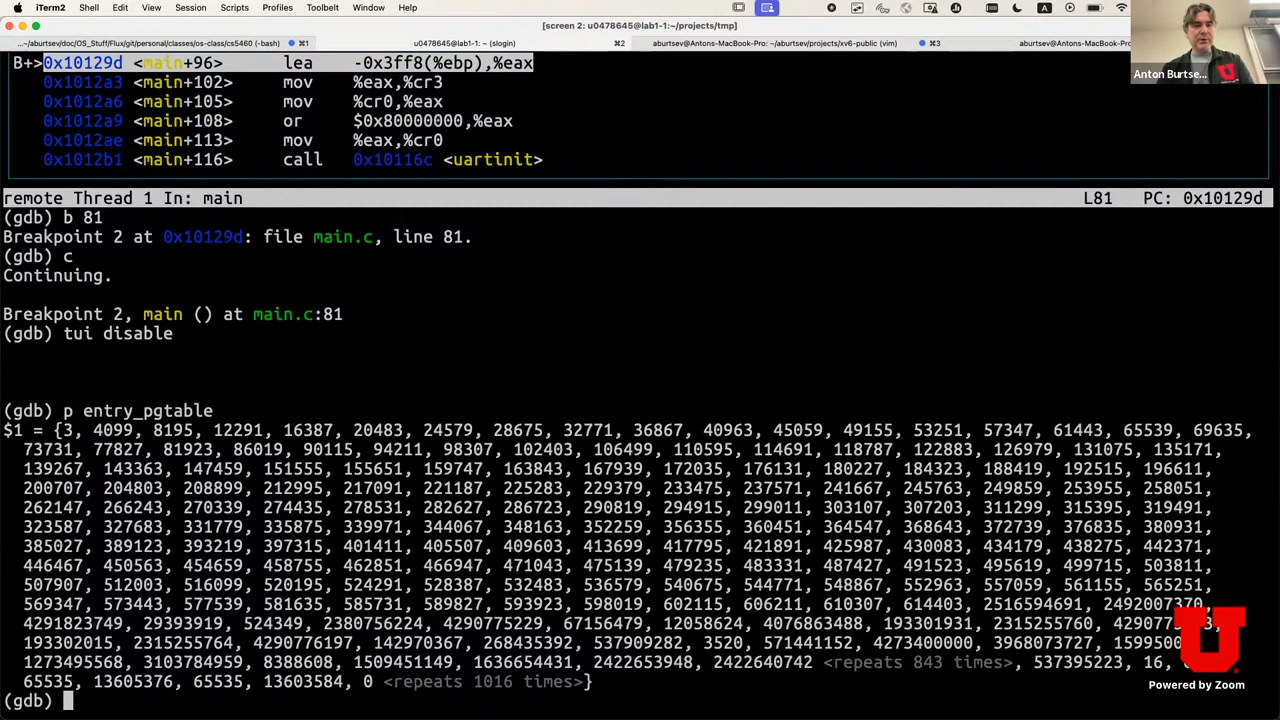 iTerm2 Shell Edit View Session Scripts Profiles Toolbelt Window Help
[screen 2: u0478645@lab1-1:~/projects/tmp]
...~/aburtsev/doc/OS_Stuff/Flux/git/personal/classes/os-class/cs5460 (-bash) ⌘1 u0478645@lab1-1: ~ (slogin) ⌘2 aburtsev@Antons-MacBook-Pro: ~/aburtsev/projects/xv6-public (vim) ⌘3 aburtsev@Antons-MacBook-Pro: ~/aburt
Anton Burtse...
B+>0x10129d <main+96> lea -0x3ff8(%ebp),%eax
0x1012a3 <main+102> mov %eax,%cr3
0x1012a6 <main+105> mov %cr0,%eax
0x1012a9 <main+108> or $0x80000000,%eax
0x1012ae <main+113> mov %eax,%cr0
0x1012b1 <main+116> call 0x10116c <uartinit>
remote Thread 1 In: main L81 PC: 0x10129d
(gdb) b 81
Breakpoint 2 at 0x10129d: file main.c, line 81.
(gdb) c
Continuing.
Breakpoint 2, main () at main.c:81
(gdb) tui disable
(gdb) p entry_pgtable
$1 = {3, 4099, 8195, 12291, 16387, 20483, 24579, 28675, 32771, 36867, 40963, 45059, 49155, 53251, 57347, 61443, 65539, 69635,
73731, 77827, 81923, 86019, 90115, 94211, 98307, 102403, 106499, 110595, 114691, 118787, 122883, 126979, 131075, 135171,
139267, 143363, 147459, 151555, 155651, 159747, 163843, 167939, 172035, 176131, 180227, 184323, 188419, 192515, 196611,
200707, 204803, 208899, 212995, 217091, 221187, 225283, 229379, 233475, 237571, 241667, 245763, 249859, 253955, 258051,
262147, 266243, 270339, 274435, 278531, 282627, 286723, 290819, 294915, 299011, 303107, 307203, 311299, 315395, 319491,
323587, 327683, 331779, 335875, 339971, 344067, 348163, 352259, 356355, 360451, 364547, 368643, 372739, 376835, 380931,
385027, 389123, 393219, 397315, 401411, 405507, 409603, 413699, 417795, 421891, 425987, 430083, 434179, 438275, 442371,
446467, 450563, 454659, 458755, 462851, 466947, 471043, 475139, 479235, 483331, 487427, 491523, 495619, 499715, 503811,
507907, 512003, 516099, 520195, 524291, 528387, 532483, 536579, 540675, 544771, 548867, 552963, 557059, 561155, 565251,
569347, 573443, 577539, 581635, 585731, 589827, 593923, 598019, 602115, 606211, 610307, 614403, 2516594691, 2492007370,
4291823749, 29393919, 524349, 2380756224, 4290775229, 67156479, 12058624, 4076863488, 193301931, 2315255760,
193302015, 2315255764, 4290776197, 142970367, 268435392, 537909282, 3520, 571441152, 4273400000, 3968073727,
1273495568, 3103784959, 8388608, 1509451149, 1636654431, 2422653948, 2422640742 <repeats 843 times>, 537395223, 16,
65535, 13605376, 65535, 13603584, 0 <repeats 1016 times>}
(gdb)
Powered by Zoom